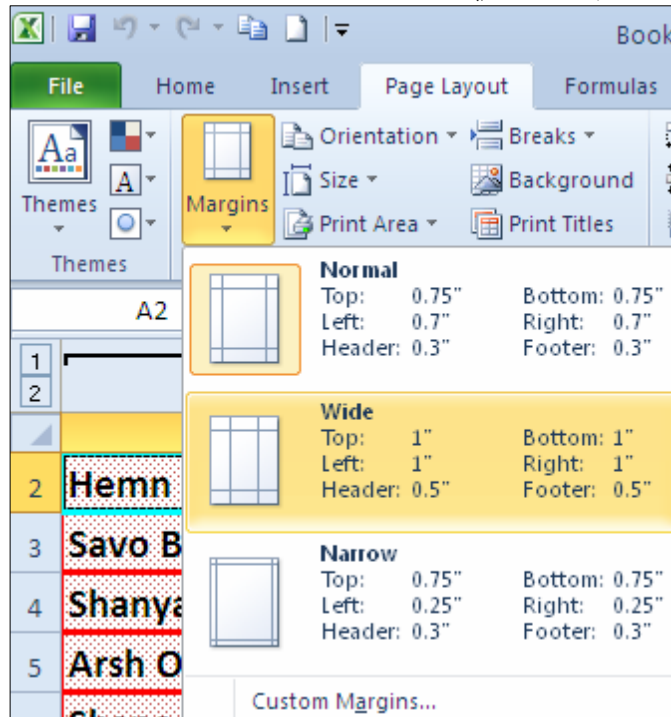 Book
File Home Insert Page Layout Formulas
Themes
Margins
Orientation
Size
Print Area
Breaks
Background
Print Titles
Themes
A2
Normal
Top: 0.75" Bottom: 0.75"
Left: 0.7" Right: 0.7"
Header: 0.3" Footer: 0.3"
1
2
Wide
Top: 1" Bottom: 1"
Left: 1" Right: 1"
Header: 0.5" Footer: 0.5"
2 Hemn
3 Savo B
Narrow
Top: 0.75" Bottom: 0.75"
Left: 0.25" Right: 0.25"
Header: 0.3" Footer: 0.3"
4 Shanya
5 Arsh O
Custom Margins...